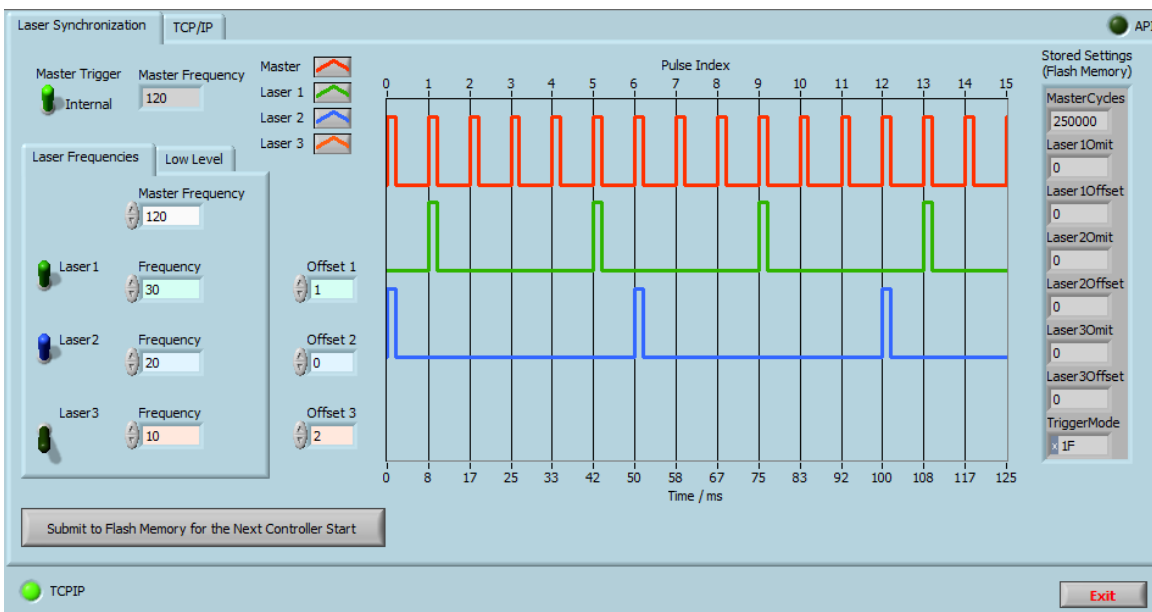 Laser Synchronization
TCP/IP
API
Master Trigger
Internal
Master Frequency
120
Master
Laser 1
Laser 2
Laser 3
Pulse Index
0 1 2 3 4 5 6 7 8 9 10 11 12 13 14 15
Laser Frequencies
Low Level
Master Frequency
120
Laser1
Frequency
30
Offset 1
1
Laser2
Frequency
20
Offset 2
0
Laser3
Frequency
10
Offset 3
2
0 8 17 25 33 42 50 58 67 75 83 92 100 108 117 125
Time / ms
Stored Settings
(Flash Memory)
MasterCycles
250000
Laser1Omit
0
Laser1Offset
0
Laser2Omit
0
Laser2Offset
0
Laser3Omit
0
Laser3Offset
0
TriggerMode
x 1F
Submit to Flash Memory for the Next Controller Start
TCPIP
Exit